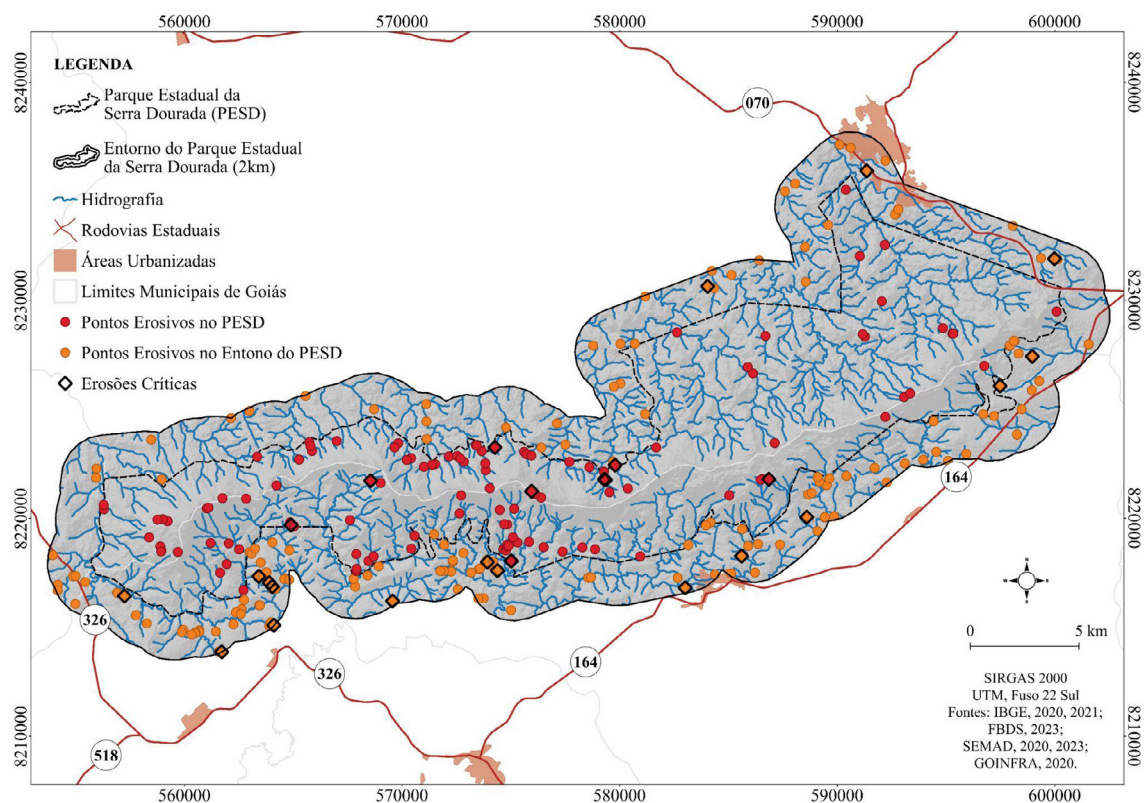 560000
570000
580000
590000
600000
8240000
8240000
LEGENDA
Parque Estadual da
Serra Dourada (PESD)
Entorno do Parque Estadual
da Serra Dourada (2km)
Hidrografia
Rodovias Estaduais
Áreas Urbanizadas
Limites Municipais de Goiás
Pontos Erosivos no PESD
Pontos Erosivos no Entono do PESD
Erosões Críticas
070
8230000
8230000
164
8220000
8220000
326
326
164
518
N
W
E
S
0
5 km
SIRGAS 2000
UTM, Fuso 22 Sul
Fontes: IBGE, 2020, 2021;
FBDS, 2023;
SEMAD, 2020, 2023;
GOINFRA, 2020.
8210000
8210000
560000
570000
580000
590000
600000